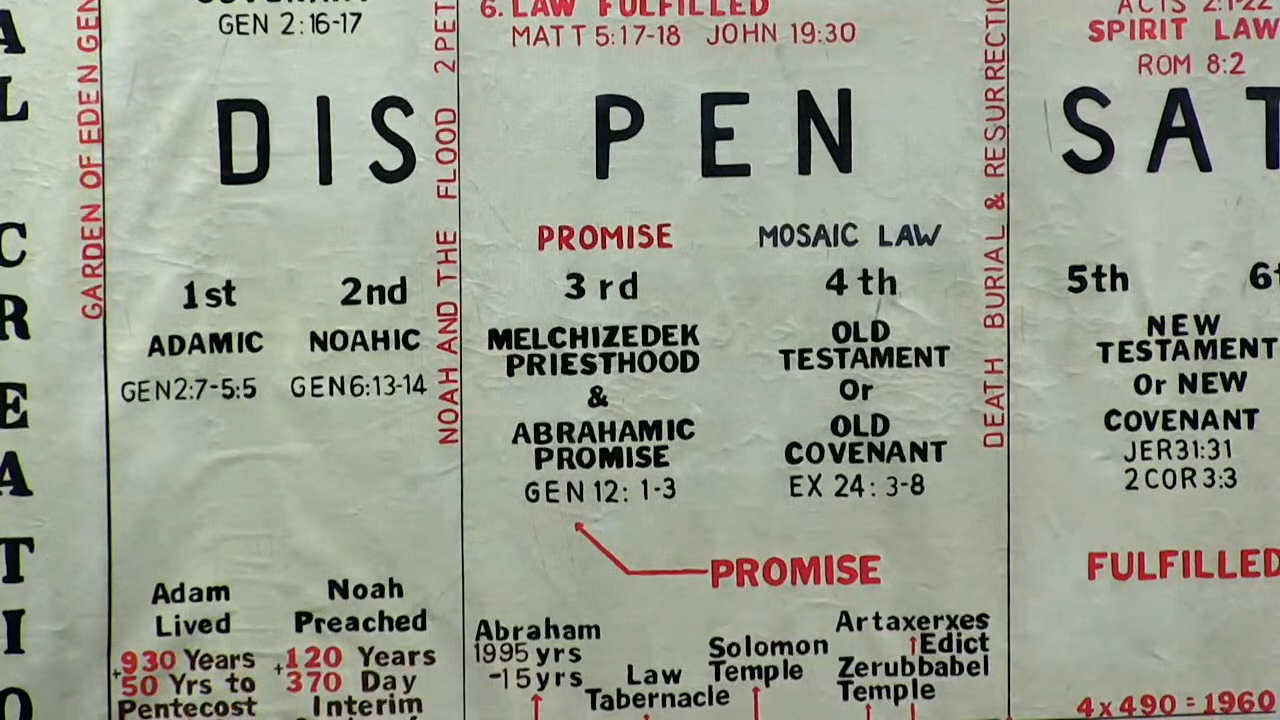 GEN 2:16-17
6. LAW FULFILLED
MATT 5:17-18 JOHN 19:30
SPIRIT LAW
ROM 8:2
GARDEN OF EDEN GEN
NOAH AND THE FLOOD 2PET
DEATH BURIAL & RESURRECTIO
DIS PEN SAT
C
R
E
A
T
I
O
1st
ADAMIC
GEN2:7-5:5
2nd
NOAHIC
GEN6:13-14
PROMISE
3rd
MELCHIZEDEK
PRIESTHOOD
&
ABRAHAMIC
PROMISE
GEN 12: 1-3
MOSAIC LAW
4th
OLD
TESTAMENT
Or
OLD
COVENANT
EX 24: 3-8
5th
NEW
TESTAMENT
Or NEW
COVENANT
JER31:31
2COR3:3
PROMISE
FULFILLED
Adam
Lived
+930 Years
+50 Yrs to
Pentecost
Noah
Preached
+120 Years
370 Day
Interim
Abraham
1995 yrs
-15yrs
Law
Tabernacle
Solomon
Temple
Artaxerxes
Edict
Zerubbabel
Temple
4x490=1960